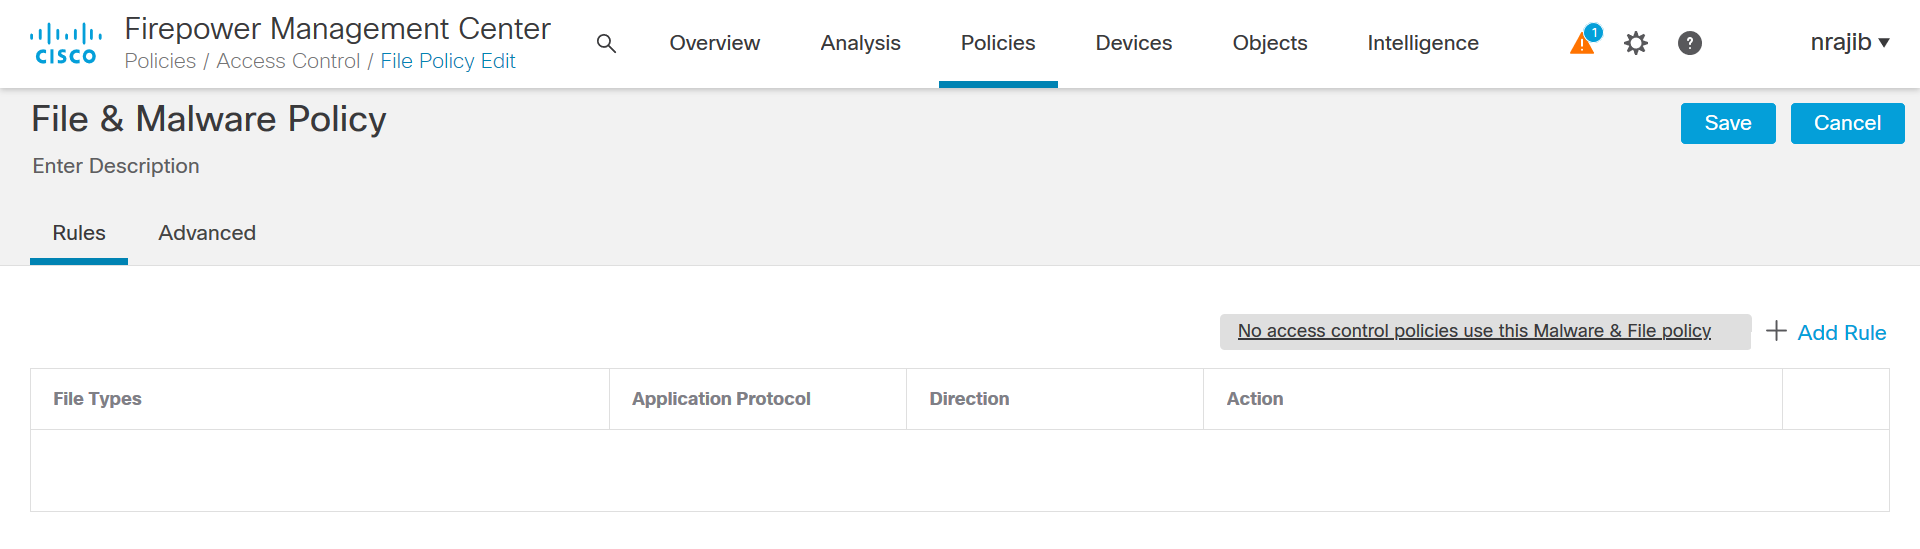 Firepower Management Center
CISCO
Policies / Access Control / File Policy Edit
Overview
Analysis
Policies
Devices
Objects
Intelligence
1
?
nrajib
File & Malware Policy
Save
Cancel
Enter Description
Rules
Advanced
No access control policies use this Malware & File policy
Add Rule
File Types
Application Protocol
Direction
Action